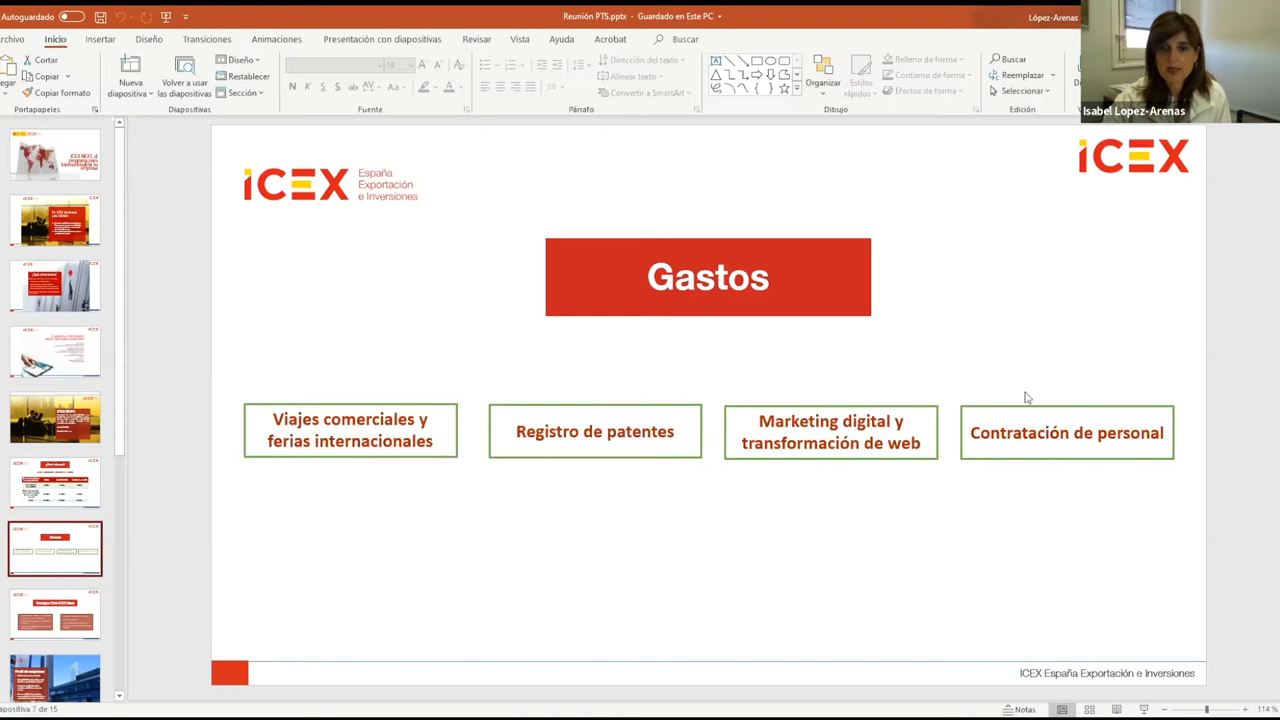 Autoguardado
Reunión PTS.pptx - Guardado en Este PC
López-Arenas
Archivo Inicio Insertar Diseño Transiciones Animaciones Presentación con diapositivas Revisar Vista Ayuda Acrobat Buscar
Cortar
Copiar
Copiar formato
Portapapeles
Nueva
diapositiva
Volver a usar
las diapositivas
Diseño
Restablecer
Sección
Diapositivas
14
Fuente
Dirección del texto
Alinear texto
Convertir a SmartArt
Párrafo
Organizar
Estilos
rápidos
Relleno de forma
Contorno de forma
Efectos de forma
Dibujo
Buscar
Reemplazar
Seleccionar
Edición
Isabel Lopez-Arenas
ICEX
España
Exportación
e Inversiones
ICEX
Gastos
Viajes comerciales y
ferias internacionales
Registro de patentes
Marketing digital y
transformación de web
Contratación de personal
ICEX España Exportación e Inversiones
apositiva 7 de 15
Notas
114 %